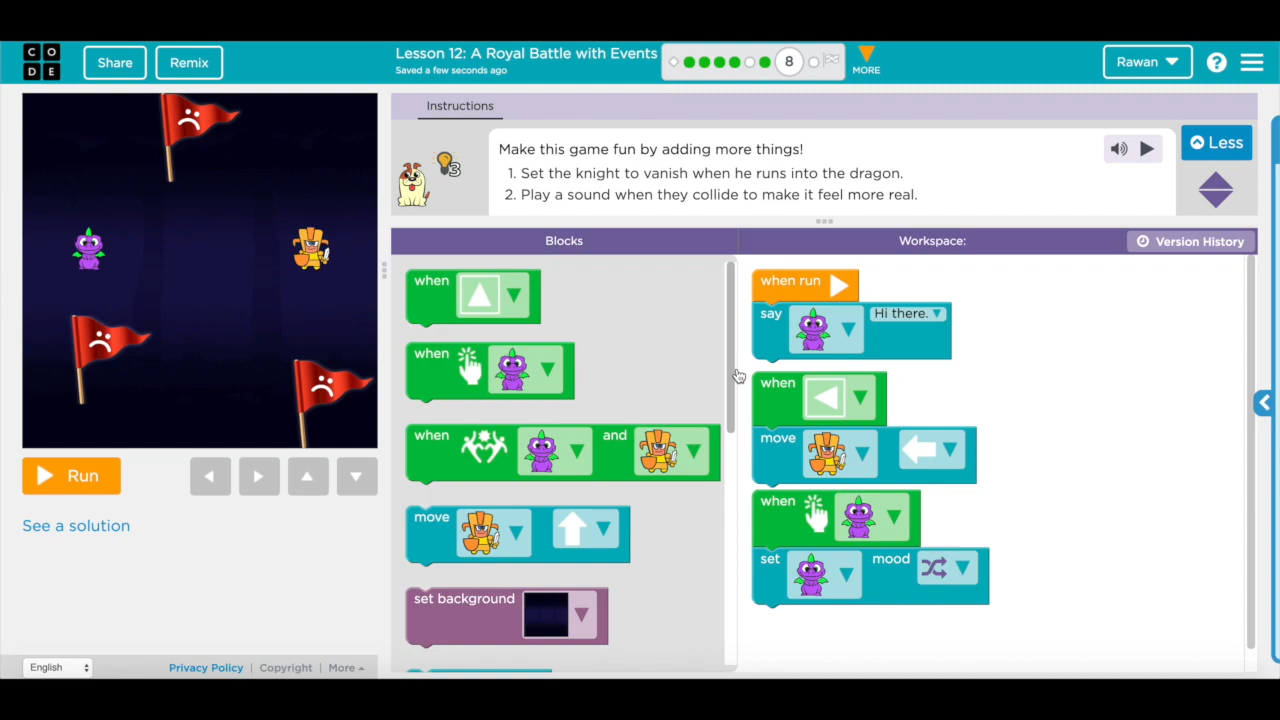 C O
D E
Share
Remix
Lesson 12: A Royal Battle with Events
Saved a few seconds ago
8
MORE
Rawan
?
Instructions
3
Make this game fun by adding more things!
1. Set the knight to vanish when he runs into the dragon.
2. Play a sound when they collide to make it feel more real.
Less
Blocks
Workspace:
Version History
when
when
when and
move
set background
when run
say Hi there.
when
move
when
set mood
Run
See a solution
English
Privacy Policy | Copyright | More